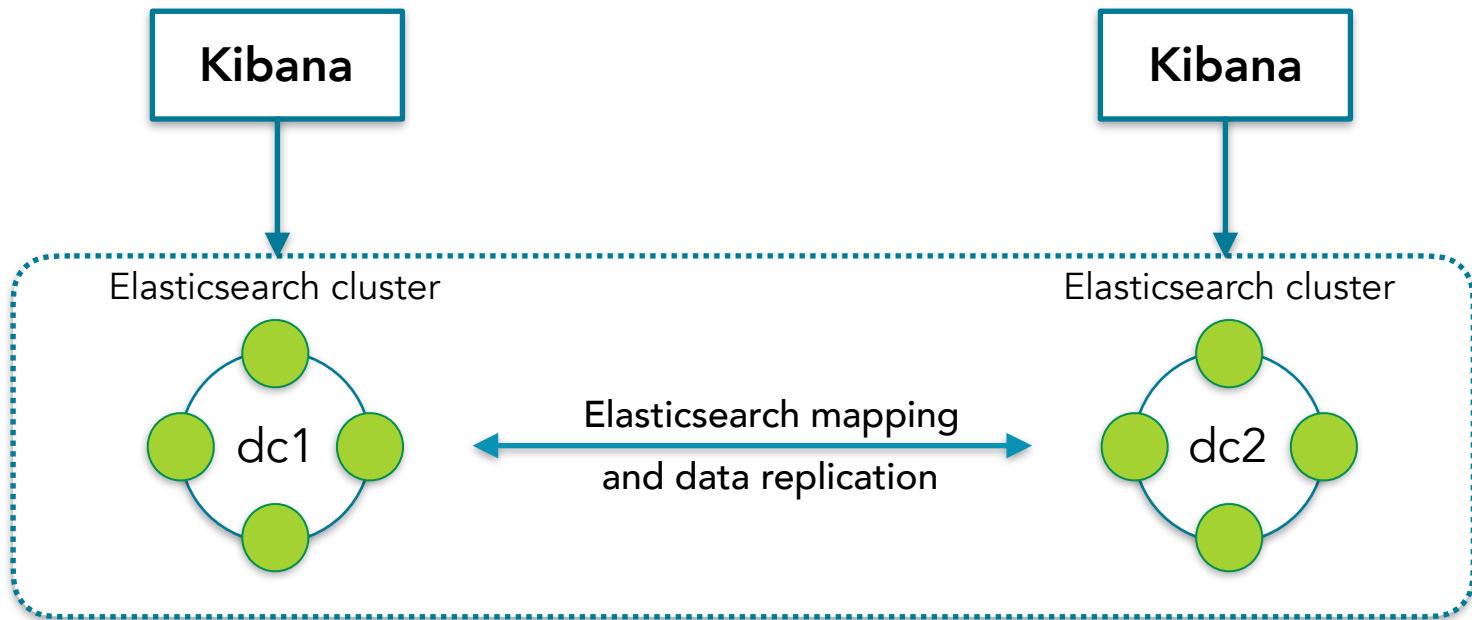 Kibana
Kibana
Elasticsearch cluster
Elasticsearch cluster
dc1
Elasticsearch mapping
and data replication
dc2